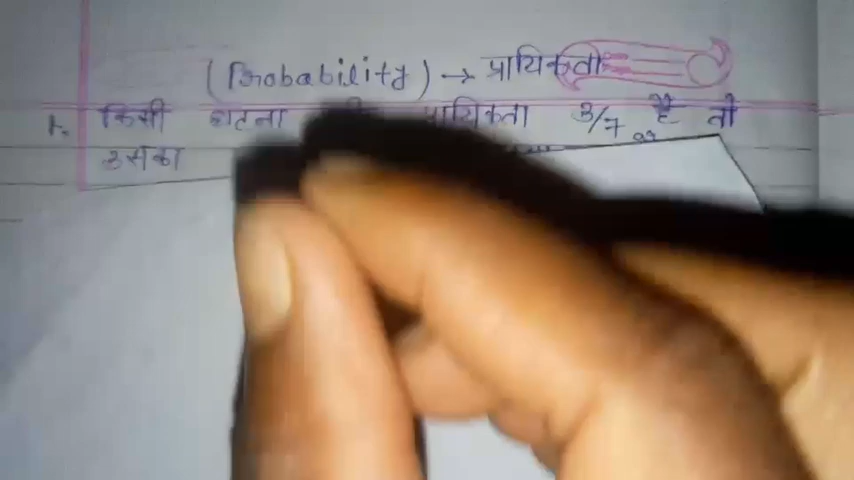 (Probability) → प्रायिकता
1. किसी घटना की प्रायिकता 3/7 है तो
उसका